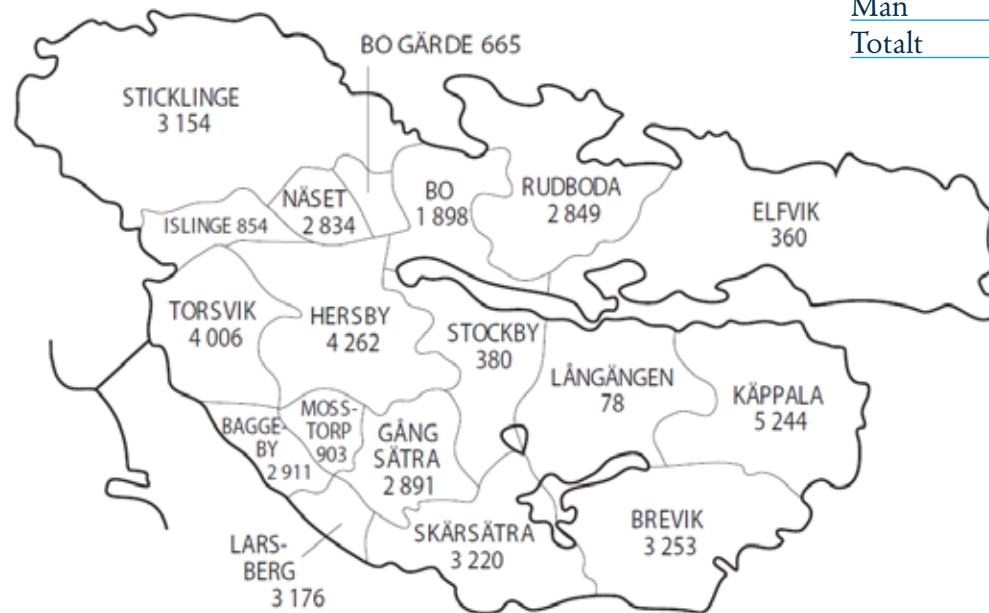 Män
Totalt
BO GÄRDE 665
STICKLINGE
3 154
NÄSET
2 834
BO
1 898
RUDBODA
2 849
ELFVIK
360
ISLINGE 854
TORSVIK
4 006
HERSBY
4 262
STOCKBY
380
LÅNGÄNGEN
78
KÄPPALA
5 244
BAGGE-
BY
2 911
MOSS-
TORP
903
GÅNG
SÄTRA
2 891
SKÄRSÄTRA
3 220
BREVIK
3 253
LARS-
BERG
3 176